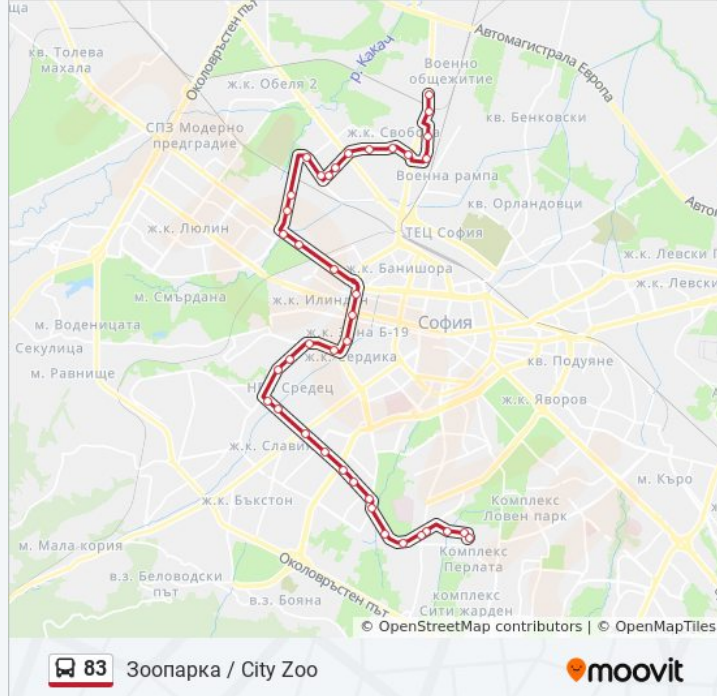 ща
кв. Толева
махала
Околовръстен път
ж.к. Обеля 2
р. Какач
Автомагистрала Европа
Военно
общежитие
СПЗ Модерно
предградие
кв. Бенковски
ж.к. Свобода
Военна рампа
кв. Орландовци
ж.к. Люлин
ТЕЦ София
ж.к. Левски
м. Смърдана
ж.к. Банишора
ж.к. Левски
м. Воденицата
ж.к. Илинден
София
Секулица
ж.к. Зона Б-19
м. Равнище
ж.к. Сердика
кв. Подуяне
Средец
ж.к. Яворов
ж.к. Славия
м. Къро
ж.к. Бъкстон
Комплекс
Ловен парк
м. Мала кория
Комплекс
Перлата
в.з. Беловодски
път
в.з. Бояна
Околовръстен път
комплекс
Сити жарден
© OpenStreetMap contributors | © OpenMapTiles
83 Зоопарка / City Zoo
moovit